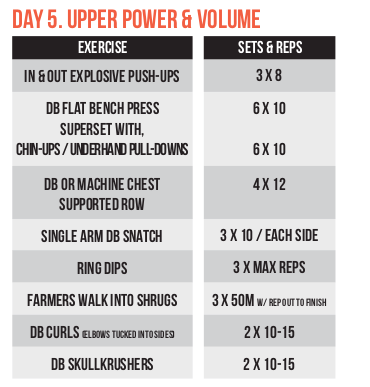 DAY 5. UPPER POWER & VOLUME
EXERCISE SETS & REPS
IN & OUT EXPLOSIVE PUSH-UPS 3 X 8
DB FLAT BENCH PRESS 6 X 10
SUPERSET WITH,
CHIN-UPS / UNDERHAND PULL-DOWNS 6 X 10
DB OR MACHINE CHEST 4 X 12
SUPPORTED ROW
SINGLE ARM DB SNATCH 3 X 10 / EACH SIDE
RING DIPS 3 X MAX REPS
FARMERS WALK INTO SHRUGS 3 X 50M W/ REP OUT TO FINISH
DB CURLS (ELBOWS TUCKED INTO SIDES) 2 X 10-15
DB SKULLKRUSHERS 2 X 10-15